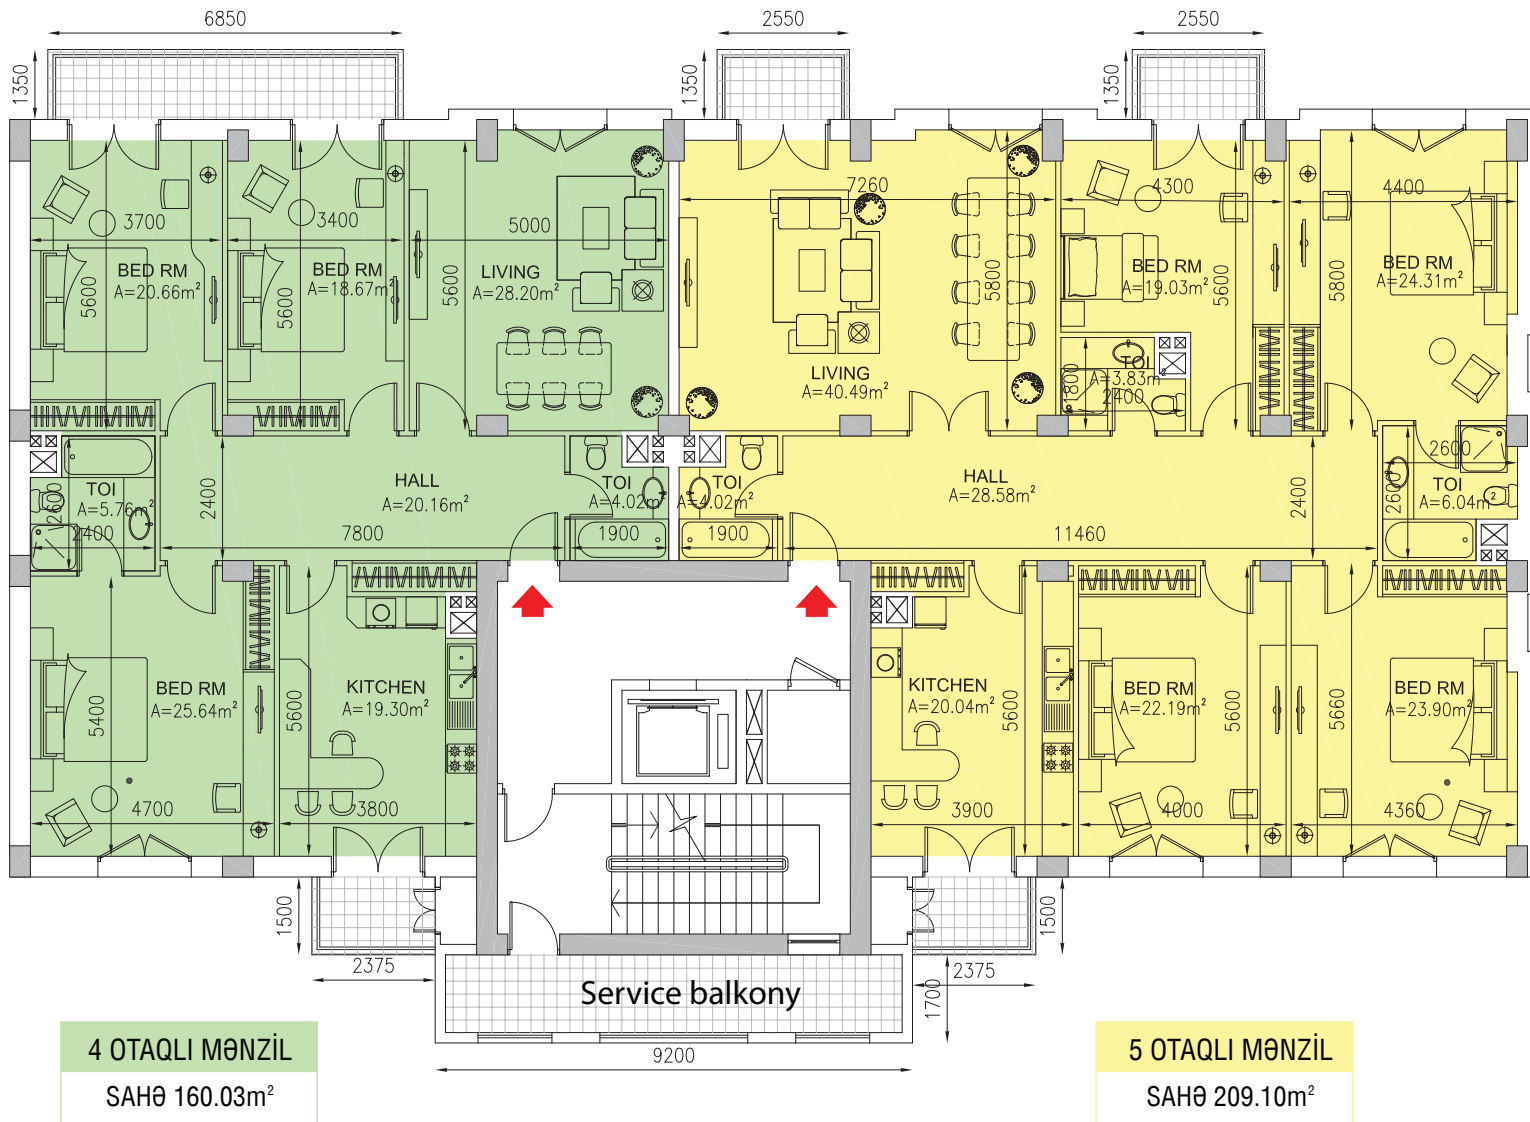 6850
2550
2550
1350
1350
1350
3700
3400
5000
7260
4300
4400
5600
5600
5600
5800
5600
5800
BED RM
A=20.66m²
BED RM
A=18.67m²
LIVING
A=28.20m²
LIVING
A=40.49m²
BED RM
A=19.03m²
BED RM
A=24.31m²
TOI
A=3.83m²
1800
2400
TOI
A=5.76m²
2600
2400
2400
HALL
A=20.16m²
7800
TOI
A=4.02m²
1900
TOI
A=4.02m²
1900
HALL
A=28.58m²
11460
2400
2600
2600
TOI
A=6.04m²
BED RM
A=25.64m²
5400
4700
KITCHEN
A=19.30m²
5600
3800
KITCHEN
A=20.04m²
5600
3900
BED RM
A=22.19m²
5600
4000
BED RM
A=23.90m²
5660
4360
1500
2375
1500
2375
1700
Service balkony
9200
4 OTAQLI MƏNZİL
SAHƏ 160.03m²
5 OTAQLI MƏNZİL
SAHƏ 209.10m²